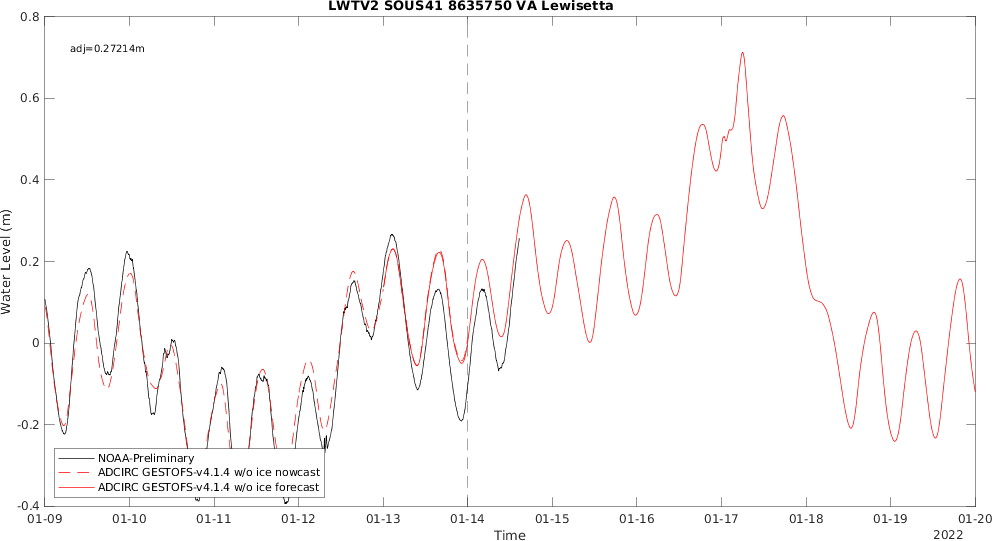 LWTV2 SOUS41 8635750 VA Lewisetta
adj=0.27214m
0.8
0.6
0.4
0.2
0
-0.2
-0.4
Water Level (m)
NOAA-Preliminary
ADCIRC GESTOFS-v4.1.4 w/o ice nowcast
ADCIRC GESTOFS-v4.1.4 w/o ice forecast
01-09 01-10 01-11 01-12 01-13 01-14 01-15 01-16 01-17 01-18 01-19 01-20
Time
2022